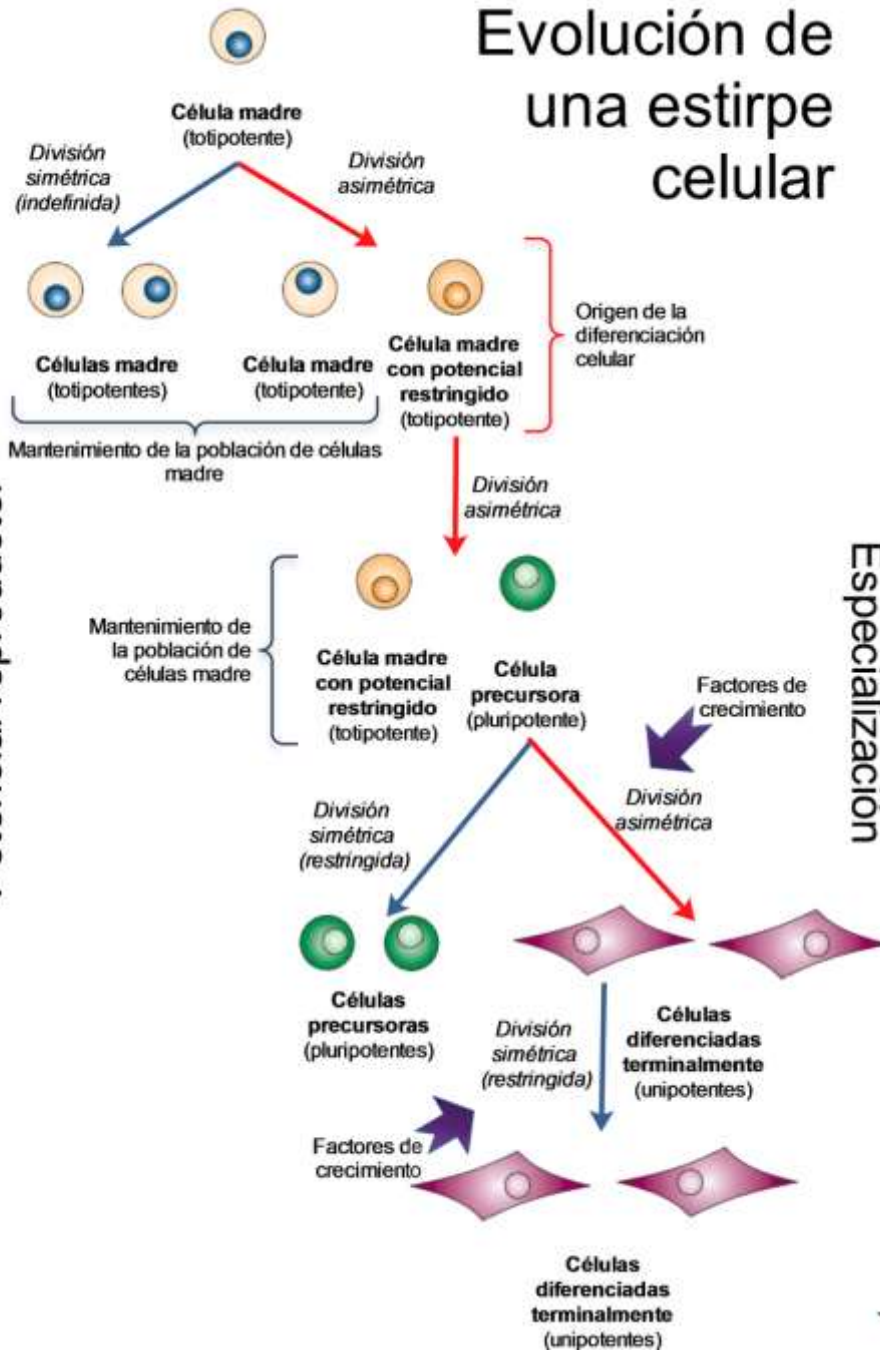 Evolución de
una estirpe
celular
Célula madre
(totipotente)
División
simétrica
(indefinida)
División
asimétrica
Células madre
(totipotentes)
Célula madre
(totipotente)
Célula madre
con potencial
restringido
(totipotente)
Origen de la
diferenciación
celular
Mantenimiento de la población de células
madre
División
asimétrica
Mantenimiento de
la población de
células madre
Célula madre
con potencial
restringido
(totipotente)
Célula
precursora
(pluripotente)
Factores de
crecimiento
Especialización
División
simétrica
(restringida)
División
asimétrica
Células
precursoras
(pluripotentes)
División
simétrica
(restringida)
Células
diferenciadas
terminalmente
(unipotentes)
Factores de
crecimiento
Células
diferenciadas
terminalmente
(unipotentes)